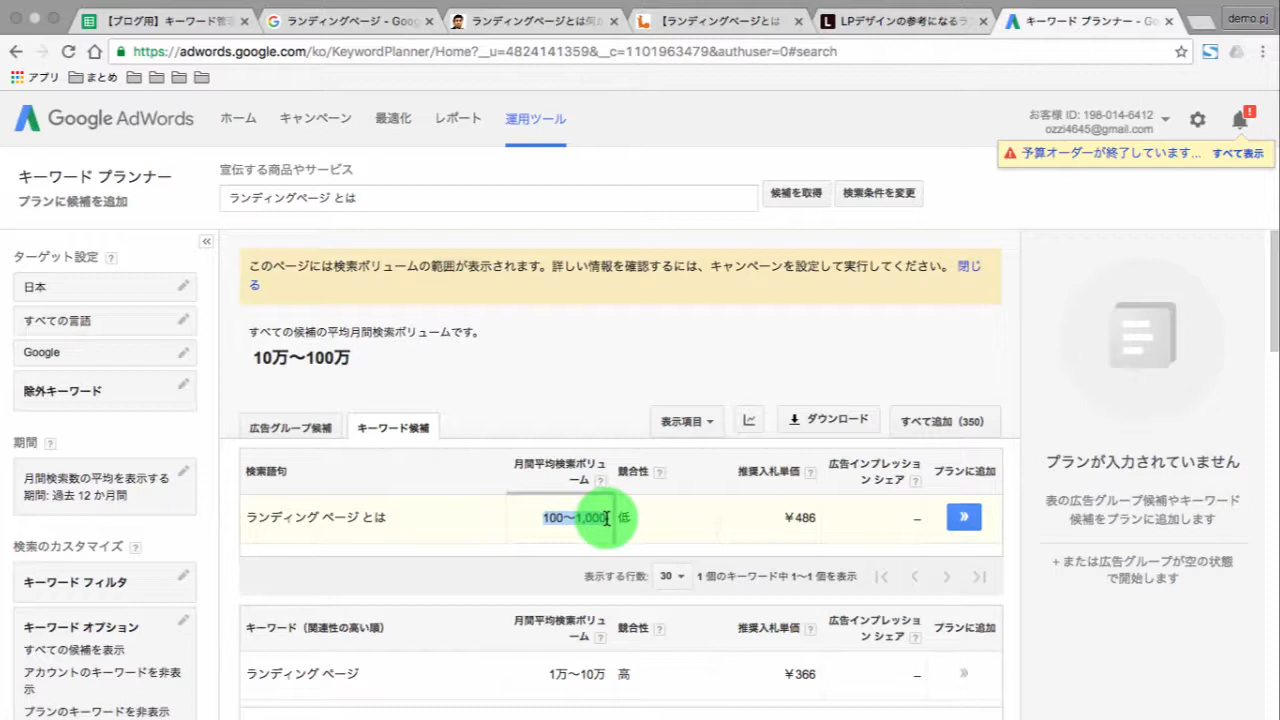 【ブログ用】キーワード管理
ランディングページ - Goog
ランディングページとは何か
【ランディングページとは
LPデザインの参考になるラン
キーワード プランナー - Go
demo.pj
https://adwords.google.com/ko/KeywordPlanner/Home?__u=4824141359&__c=1101963479&authuser=0#search
アプリ
まとめ
Google AdWords
ホーム
キャンペーン
最適化
レポート
運用ツール
お客様 ID: 198-014-6412
ozzi4645@gmail.com
予算オーダーが終了しています... すべて表示
キーワード プランナー
プランに候補を追加
宣伝する商品やサービス
ランディングページ とは
候補を取得
検索条件を変更
ターゲット設定 ?
日本
すべての言語
Google
除外キーワード
期間 ?
月間検索数の平均を表示する
期間: 過去 12 か月間
検索のカスタマイズ ?
キーワード フィルタ
キーワード オプション
すべての候補を表示
アカウントのキーワードを非表
示
プランのキーワードを非表示
このページには検索ボリュームの範囲が表示されます。詳しい情報を確認するには、キャンペーンを設定して実行してください。 閉じ
る
すべての候補の平均月間検索ボリュームです。
10万〜100万
広告グループ候補
キーワード候補
表示項目
ダウンロード
すべて追加（350）
検索語句
月間平均検索ボリュ
ーム ?
競合性 ?
推奨入札単価 ?
広告インプレッショ
ン シェア ?
プランに追加
ランディング ページ とは
100〜1,000
低
￥486
–
»
表示する行数: 30
1 個のキーワード中 1〜1 個を表示
キーワード（関連性の高い順）
月間平均検索ボリュ
ーム ?
競合性 ?
推奨入札単価 ?
広告インプレッショ
ン シェア ?
プランに追加
ランディング ページ
1万〜10万
高
￥366
–
»
プランが入力されていません
表の広告グループ候補やキーワード
候補をプランに追加します
+ または広告グループが空の状態
で開始します